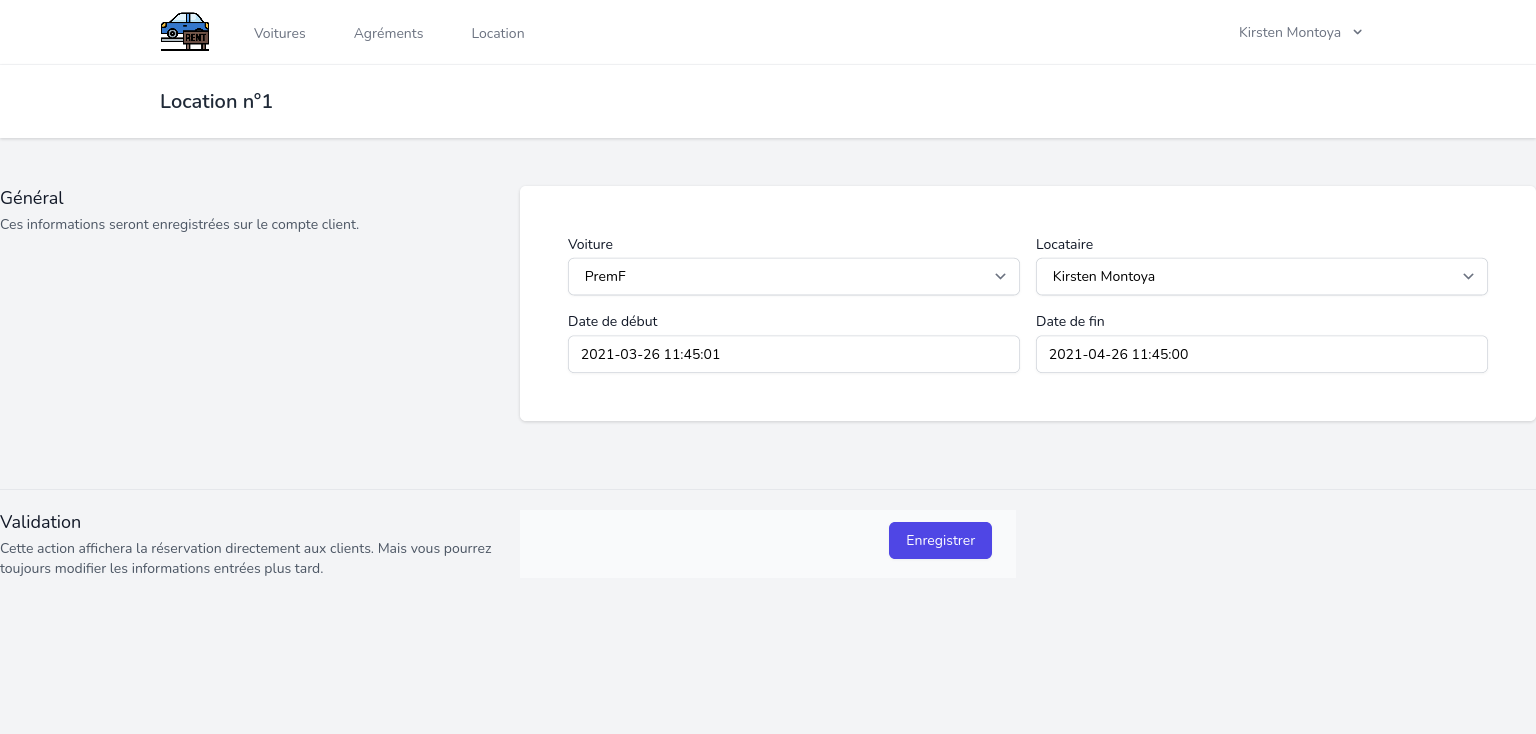 RENT
Voitures
Agréments
Location
Kirsten Montoya
Location n°1
Général
Ces informations seront enregistrées sur le compte client.
Voiture
Locataire
PremF
Kirsten Montoya
Date de début
Date de fin
2021-03-26 11:45:01
2021-04-26 11:45:00
Validation
Cette action affichera la réservation directement aux clients. Mais vous pourrez
toujours modifier les informations entrées plus tard.
Enregistrer